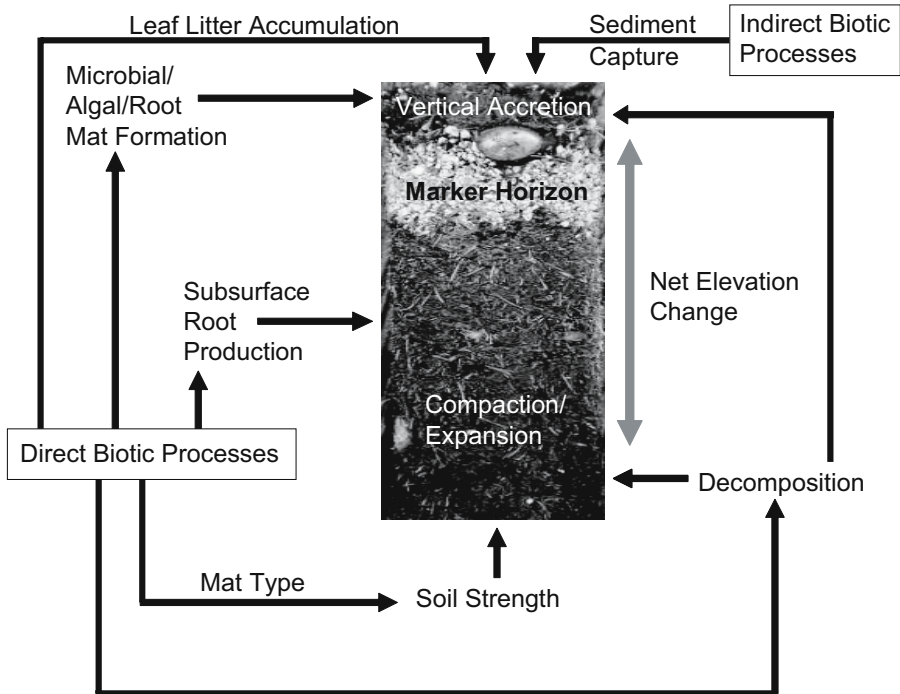 Leaf Litter Accumulation
Sediment
Capture
Indirect Biotic
Processes
Microbial/
Algal/Root
Mat Formation
Vertical Accretion
Marker Horizon
Subsurface
Root
Production
Net Elevation
Change
Compaction/
Expansion
Direct Biotic Processes
Decomposition
Mat Type
Soil Strength